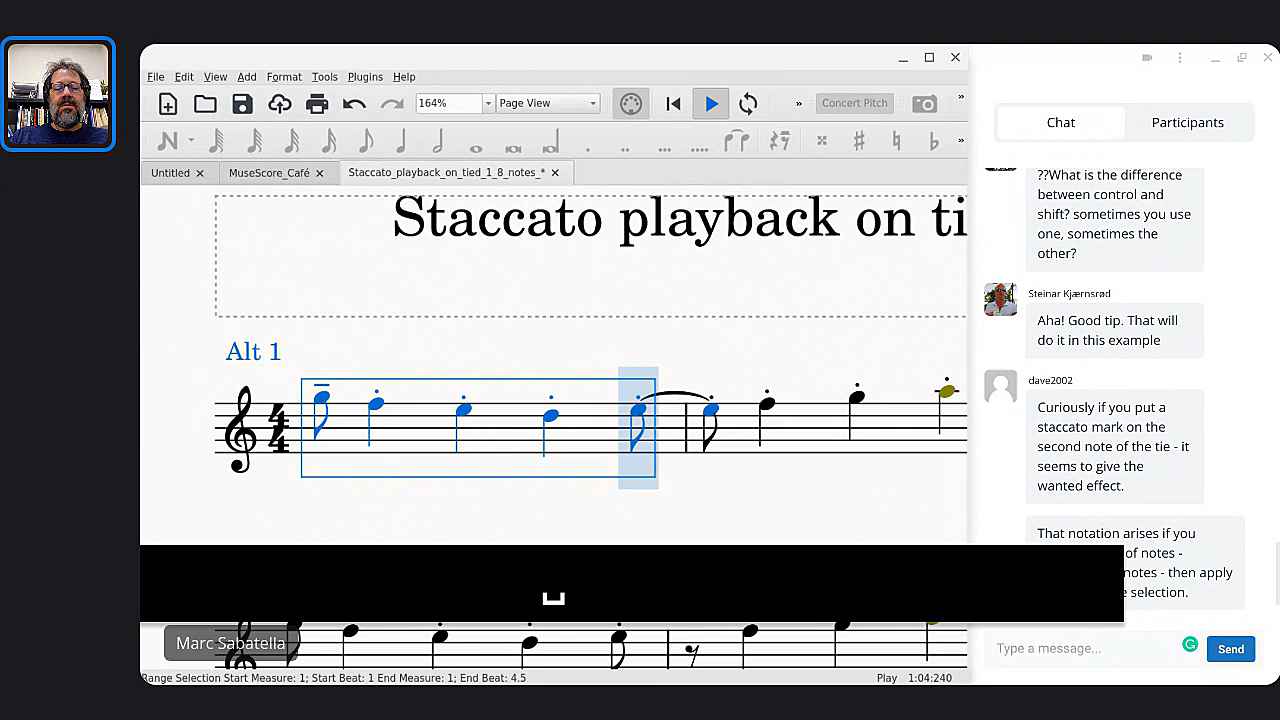 File Edit View Add Format Tools Plugins Help
164% Page View Concert Pitch
Untitled MuseScore_Café Staccato_playback_on_tied_1_8_notes_*
Staccato playback on ti
Alt 1
4
4
Marc Sabatella
Range Selection Start Measure: 1; Start Beat: 1 End Measure: 1; End Beat: 4.5 Play 1:04:240
Chat Participants
??What is the difference
between control and
shift? sometimes you use
one, sometimes the
other?
Steinar Kjærnsrød
Aha! Good tip. That will
do it in this example
dave2002
Curiously if you put a
staccato mark on the
second note of the tie - it
seems to give the
wanted effect.
That notation arises if you
of notes -
notes - then apply
selection.
Type a message... Send